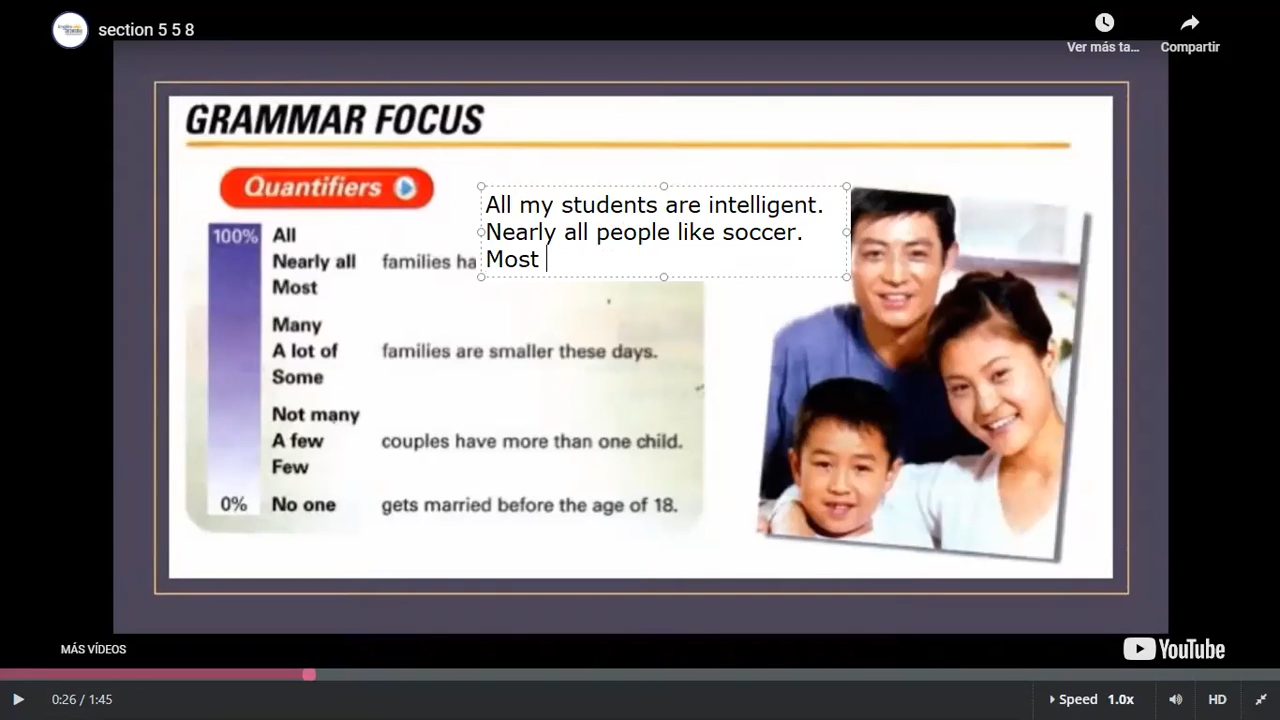 section 5 5 8
Ver más ta...
Compartir
GRAMMAR FOCUS
Quantifiers
All my students are intelligent.
Nearly all people like soccer.
Most
100% All
Nearly all families ha
Most
Many
A lot of families are smaller these days.
Some
Not many
A few couples have more than one child.
Few
0% No one gets married before the age of 18.
MÁS VÍDEOS
YouTube
0:26 / 1:45
Speed 1.0x
HD